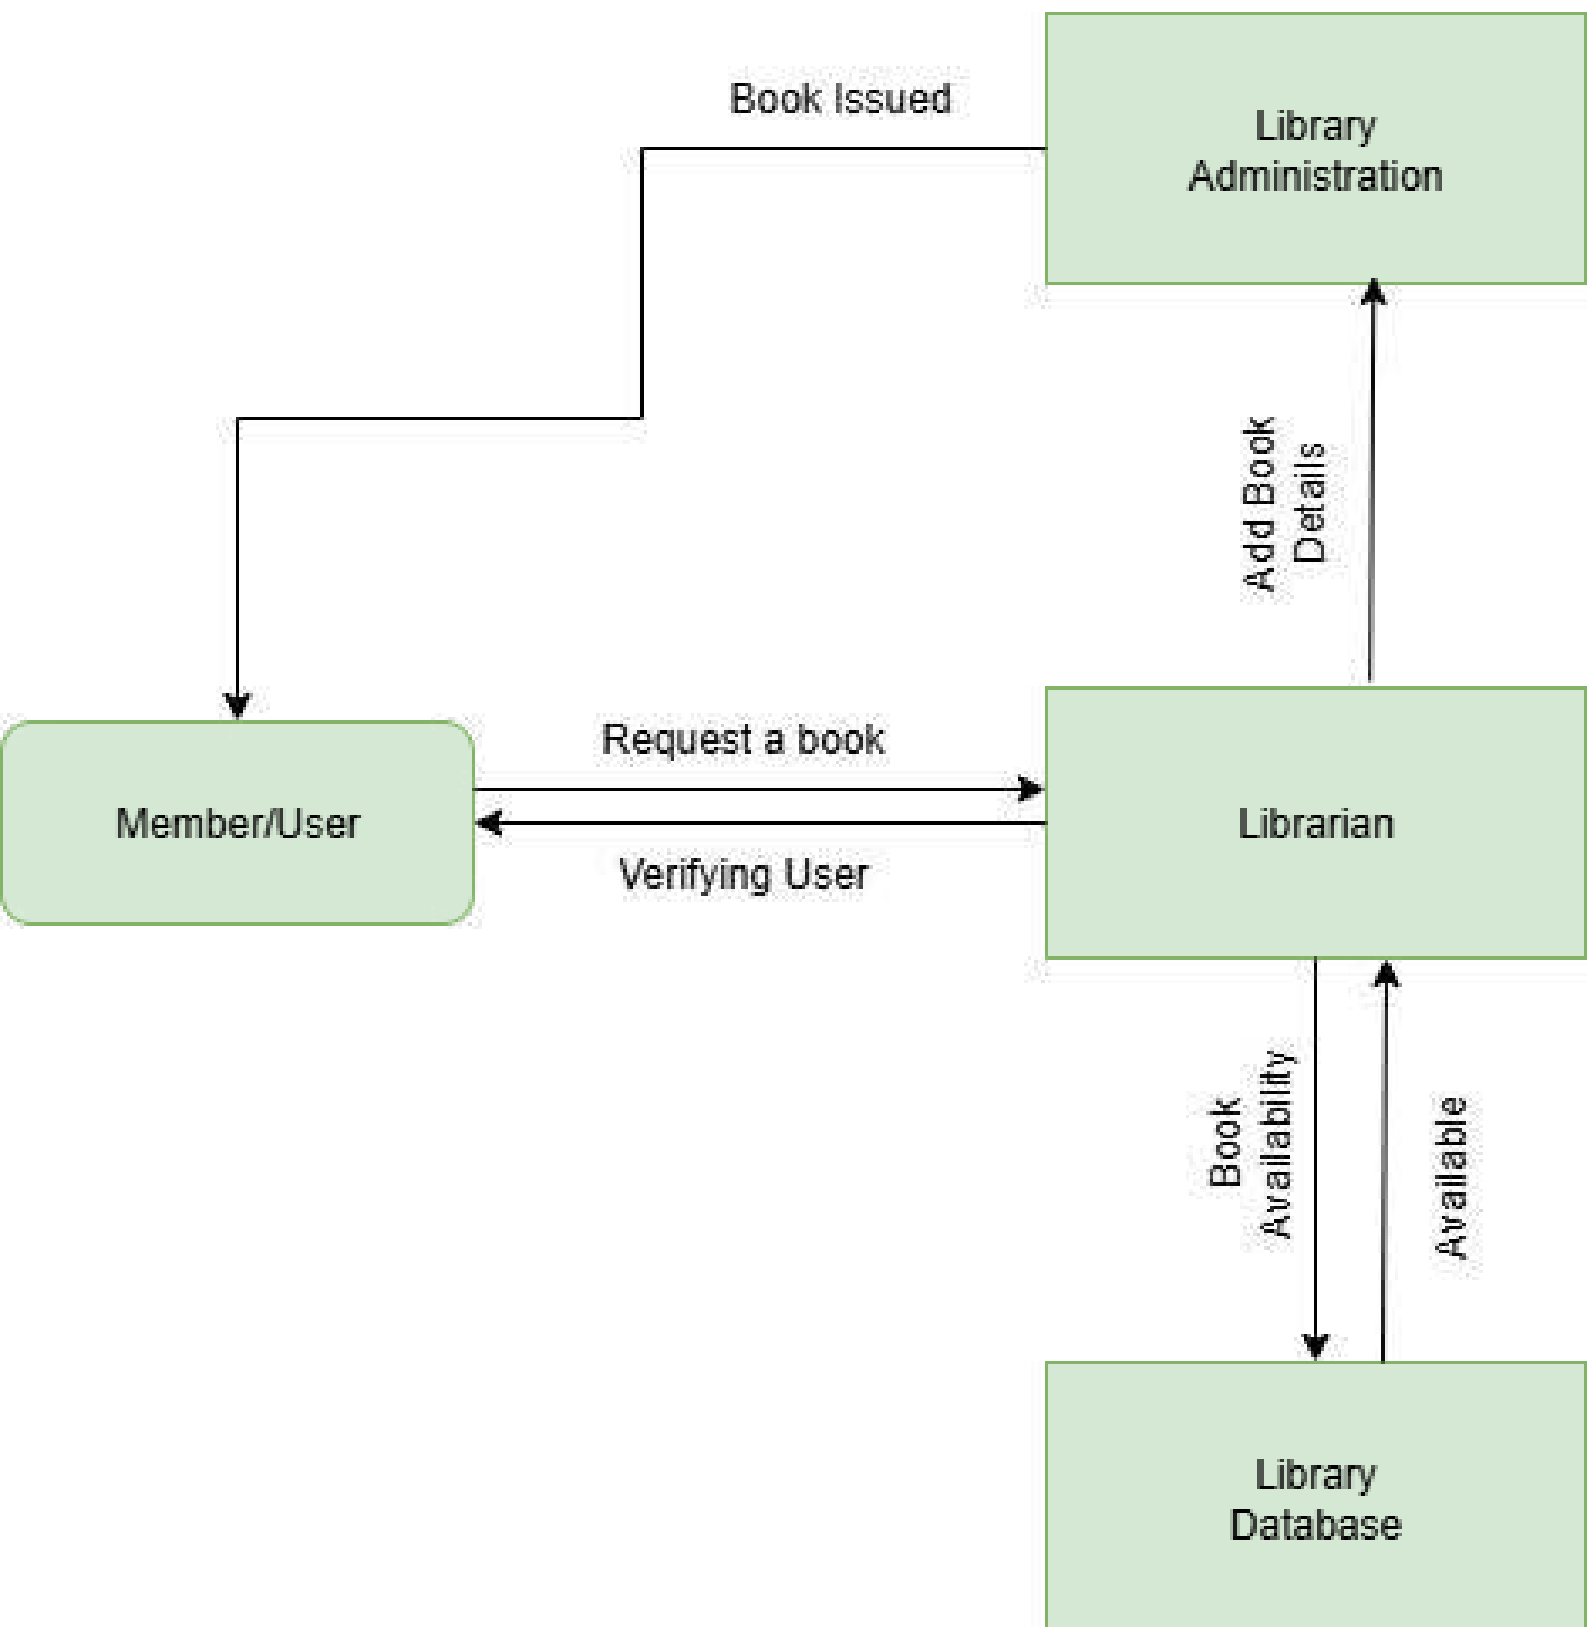 Book Issued
Library
Administration
Add Book
Details
Request a book
Member/User
Librarian
Verifying User
Book
Availability
Available
Library
Database